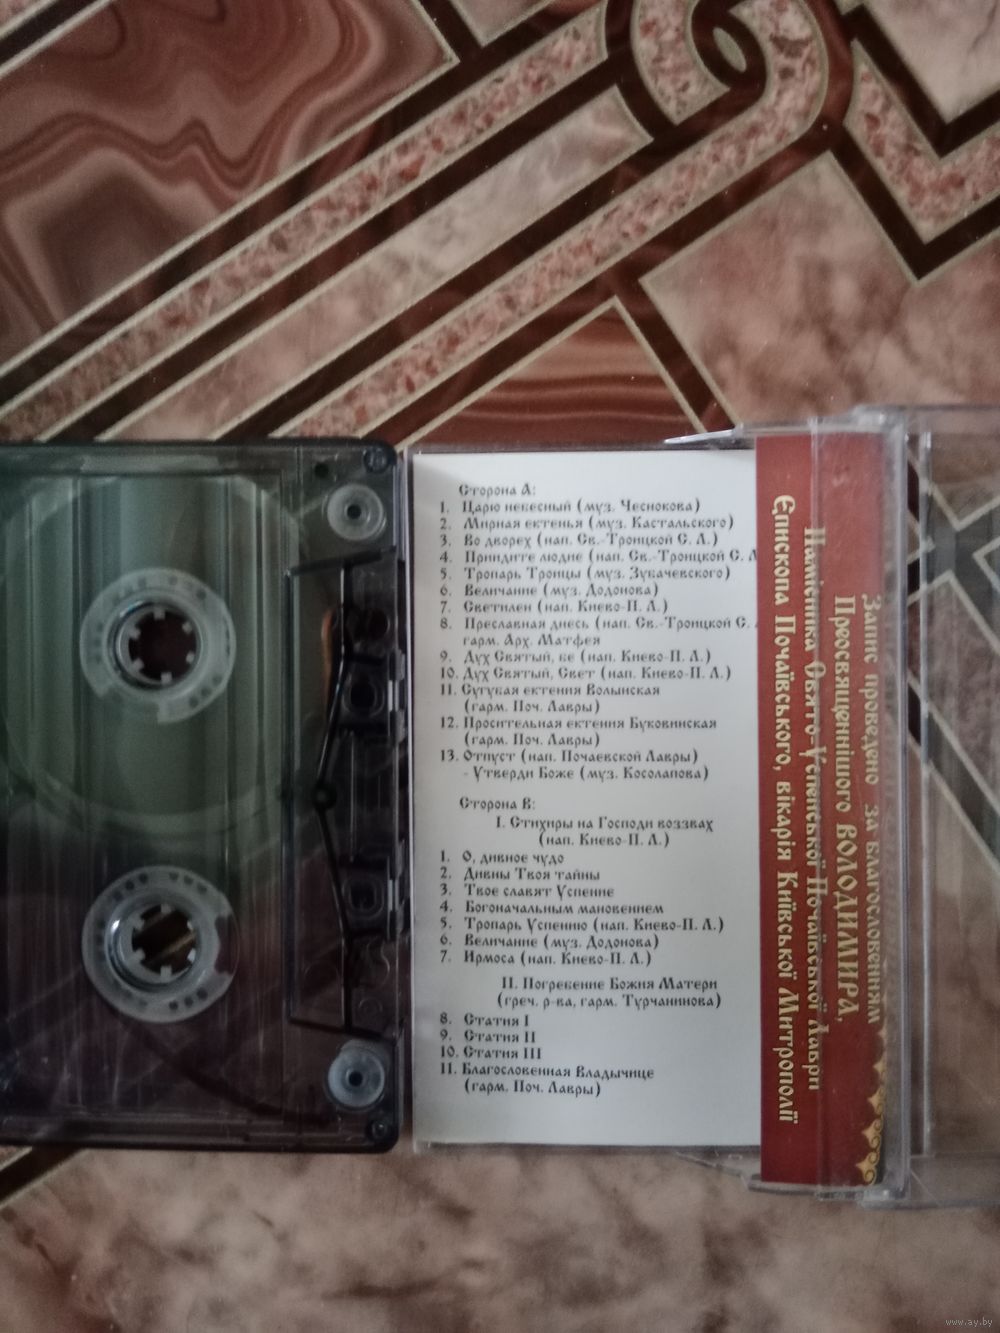 Сторона А:
1. Царю небесный (муз. Чеснокова)
2. Мирная ектенья (муз. Кастальского)
3. Во дворех (нап. Св.-Троицкой С. Л.)
4. Приидите людие (нап. Св.-Троицкой С. Л
5. Тропарь Троицы (муз. Зубачевского)
6. Величание (муз. Додонова)
7. Светилен (нап. Киево-П. Л.)
8. Преславная днесь (нап. Св.-Троицкой С.
гарм. Арх. Матфея
9. Дух Святый, бе (нап. Киево-П. Л.)
10. Дух Святый, Свет (нап. Киево-П. Л.)
11. Сугубая ектения Волынская
(гарм. Поч. Лавры)
12. Просительная ектения Буковинская
(гарм. Поч. Лавры)
13. Отпуст (нап. Почаевской Лавры)
- Утверди Боже (муз. Косолапова)
Сторона В:
I. Стихиры на Господи воззвах
(нап. Киево-П. Л.)
1. О, дивное чудо
2. Дивны Твоя тайны
3. Твое славят Успение
4. Богоначальным мановением
5. Тропарь Успению (нап. Киево-П. Л.)
6. Величание (муз. Додонова)
7. Ирмоса (нап. Киево-П. Л.)
II. Погребение Божия Матери
(греч. р-ва, гарм. Турчанинова)
8. Статия I
9. Статия II
10. Статия III
11. Благословенная Владычице
(гарм. Поч. Лавры)
Запис проведено за благословенням
Преосвященнішого ВОЛОДИМИРА,
Намісника Свято-Успенської Почаївської Лаври
Єпископа Почаївського, вікарія Київської Митрополії
www.ay.by